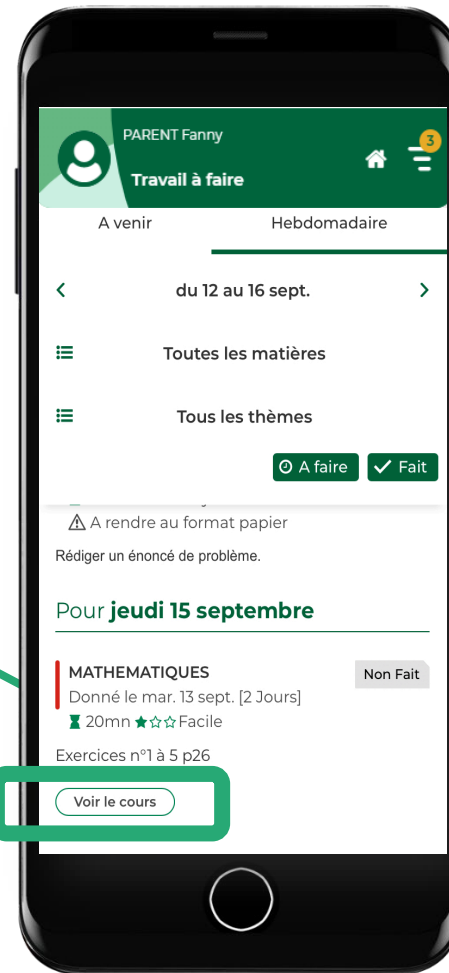 PARENT Fanny
3
Travail à faire
A venir
Hebdomadaire
du 12 au 16 sept.
Toutes les matières
Tous les thèmes
A faire
Fait
A rendre au format papier
Rédiger un énoncé de problème.
Pour jeudi 15 septembre
MATHEMATIQUES
Non Fait
Donné le mar. 13 sept. [2 Jours]
20mn Facile
Exercices n°1 à 5 p26
Voir le cours